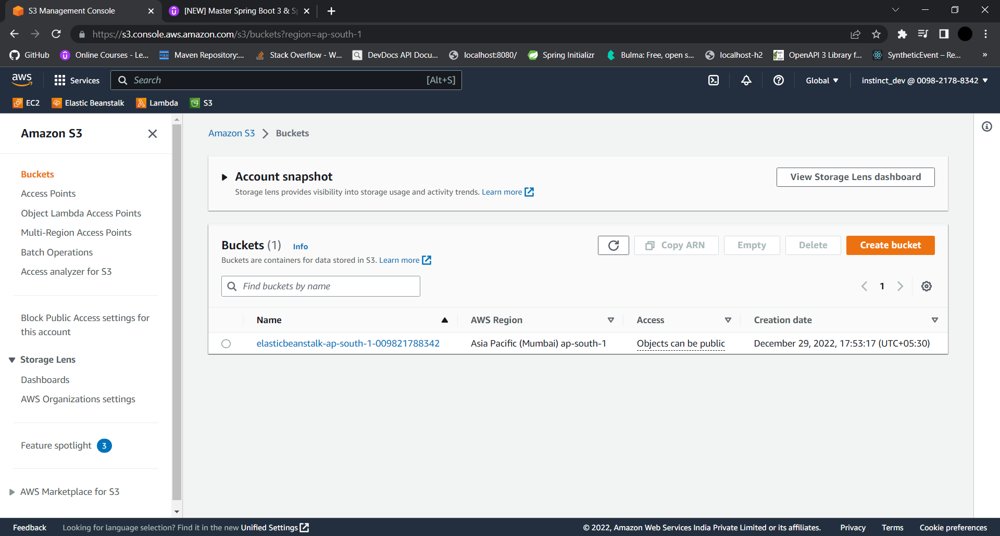 S3 Management Console
[NEW] Master Spring Boot 3 & Sp
https://s3.console.aws.amazon.com/s3/buckets?region=ap-south-1
GitHub
Online Courses - Le...
Maven Repository:...
Stack Overflow - W...
DevDocs API Docu...
localhost:8080/
Spring Initializr
Bulma: Free, open s...
localhost-h2
OpenAPI 3 Library f...
SyntheticEvent – Re...
»
aws
Services
Search
[Alt+S]
Global
instinct_dev @ 0098-2178-8342
EC2
Elastic Beanstalk
Lambda
S3
Amazon S3
Buckets
Access Points
Object Lambda Access Points
Multi-Region Access Points
Batch Operations
Access analyzer for S3
Block Public Access settings for
this account
Storage Lens
Dashboards
AWS Organizations settings
Feature spotlight 3
AWS Marketplace for S3
Amazon S3 > Buckets
Account snapshot
Storage lens provides visibility into storage usage and activity trends. Learn more
View Storage Lens dashboard
Buckets (1) Info
Buckets are containers for data stored in S3. Learn more
Copy ARN
Empty
Delete
Create bucket
Find buckets by name
1
Name
AWS Region
Access
Creation date
elasticbeanstalk-ap-south-1-009821788342
Asia Pacific (Mumbai) ap-south-1
Objects can be public
December 29, 2022, 17:53:17 (UTC+05:30)
Feedback
Looking for language selection? Find it in the new Unified Settings
© 2022, Amazon Web Services India Private Limited or its affiliates.
Privacy
Terms
Cookie preferences